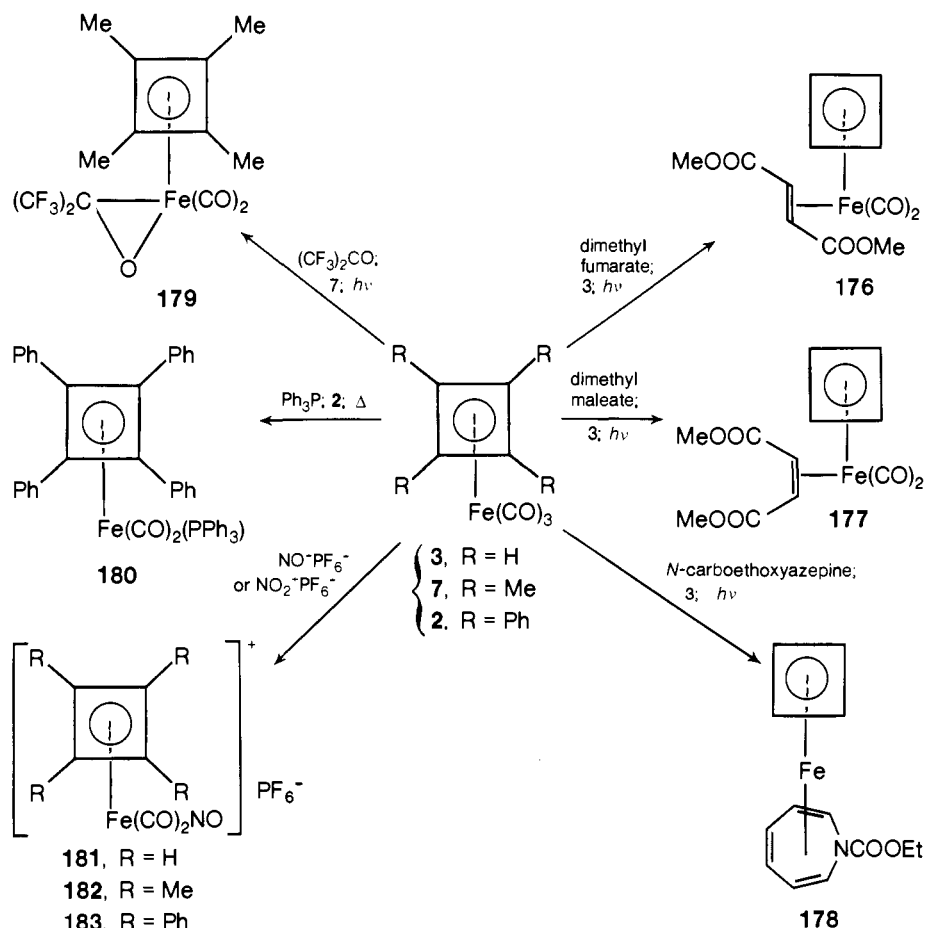 Me Me
Me Me
(CF₃)₂C Fe(CO)₂
O
179
(CF₃)₂CO;
7; hν
MeOOC
Fe(CO)₂
COOMe
176
dimethyl
fumarate;
3; hν
Ph Ph
Ph Ph
Fe(CO)₂(PPh₃)
180
Ph₃P; 2; Δ
R R
R R
Fe(CO)₃
3, R = H
7, R = Me
2, R = Ph
dimethyl
maleate;
3; hν
MeOOC
Fe(CO)₂
MeOOC
177
NO⁺PF₆⁻
or NO₂⁺PF₆⁻
N-carboethoxyazepine;
3; hν
R R
R R
Fe(CO)₂NO
+
PF₆⁻
181, R = H
182, R = Me
183, R = Ph
Fe
NCOOEt
178